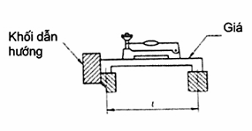 Khối dẫn
hướng
Giá
l